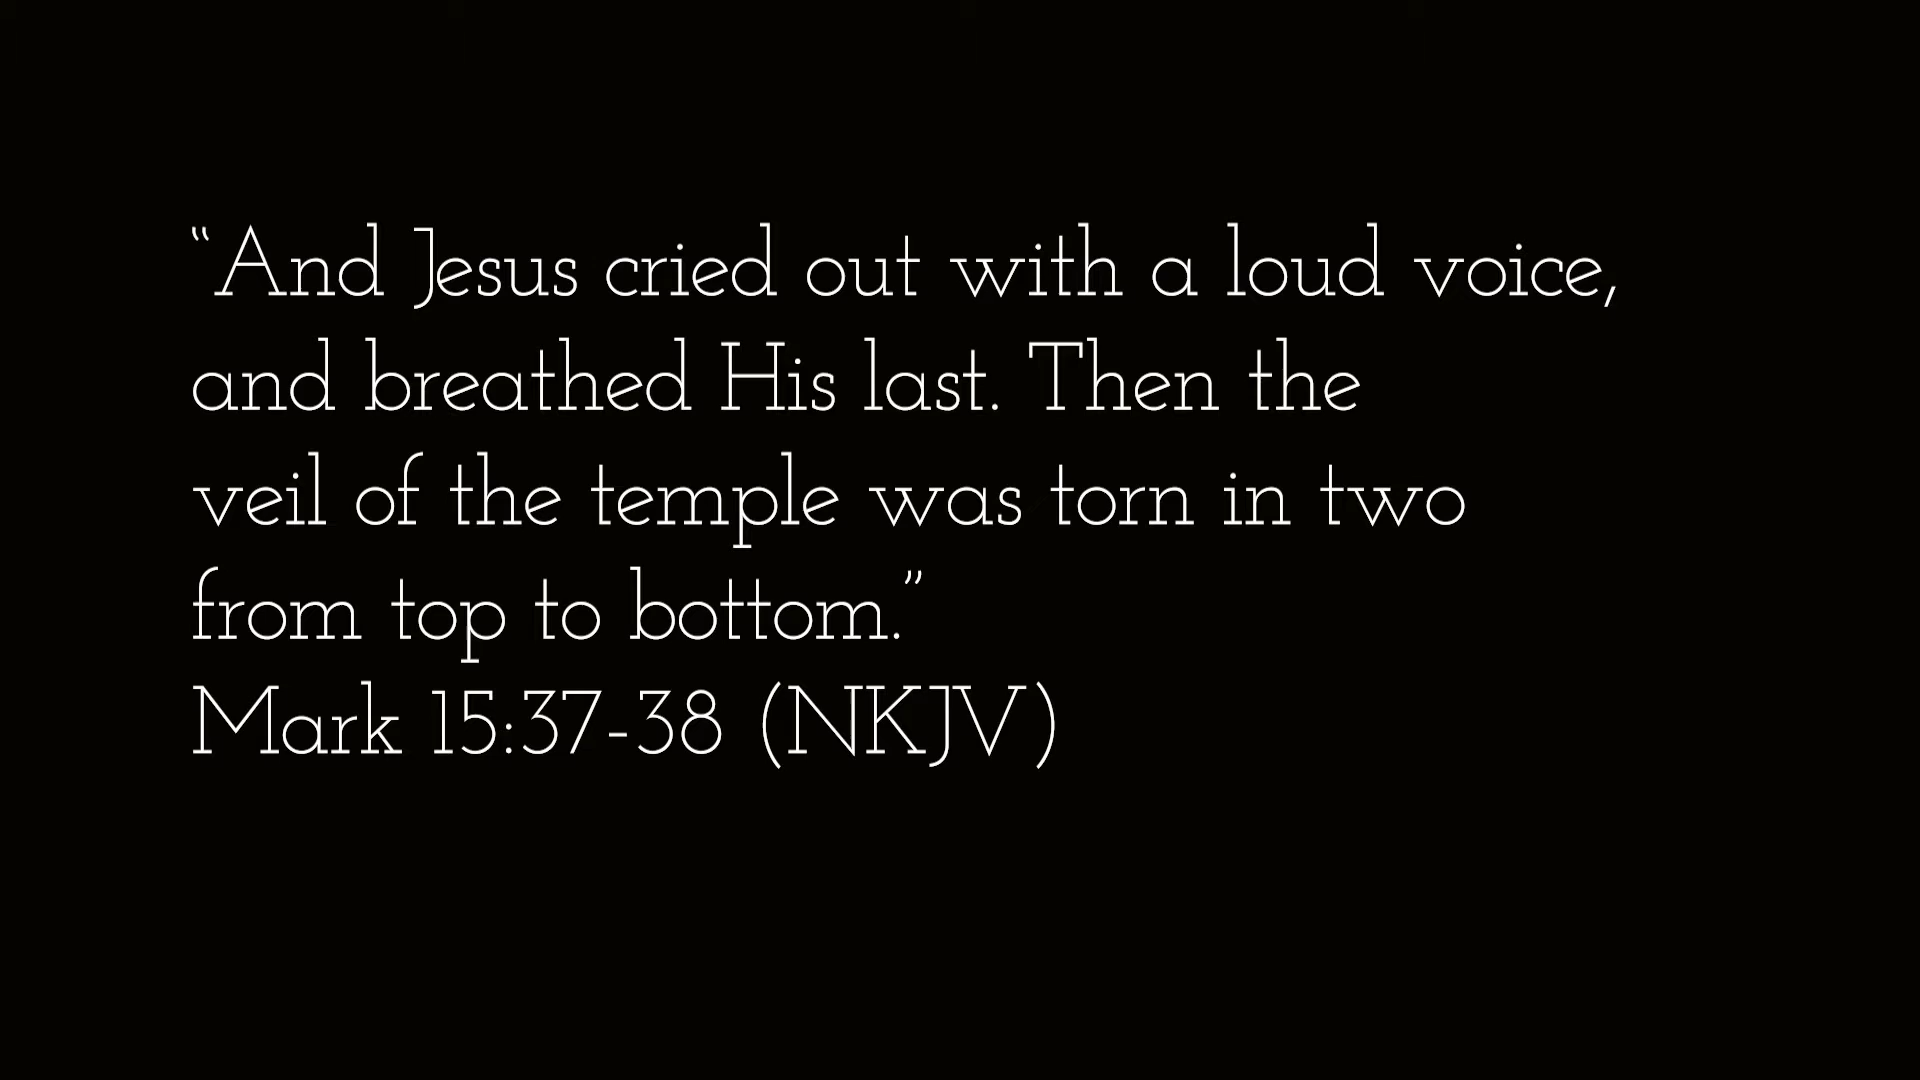 “And Jesus cried out with a loud voice,
and breathed His last. Then the
veil of the temple was torn in two
from top to bottom.”
Mark 15:37-38 (NKJV)